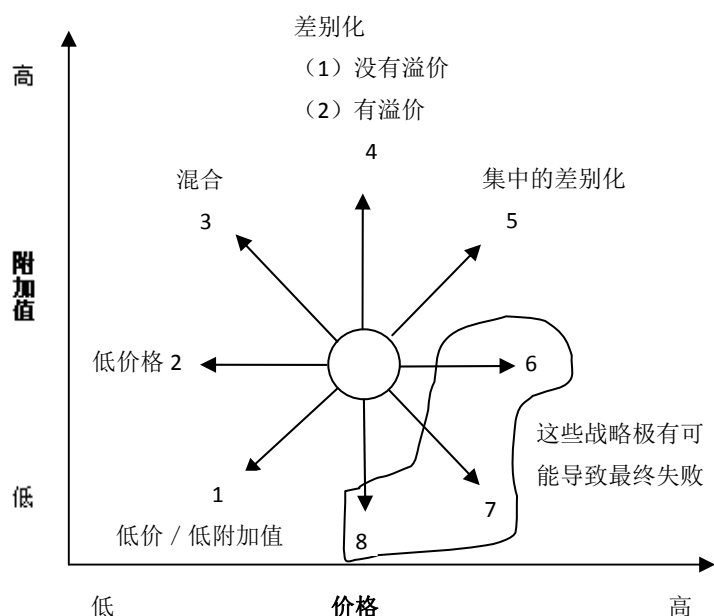 差别化
（1）没有溢价
（2）有溢价
4
高
混合
3
集中的差别化
5
附加值
低价格 2
6
这些战略极有可
能导致最终失败
低
1
7
低价 / 低附加值
8
低
价格
高